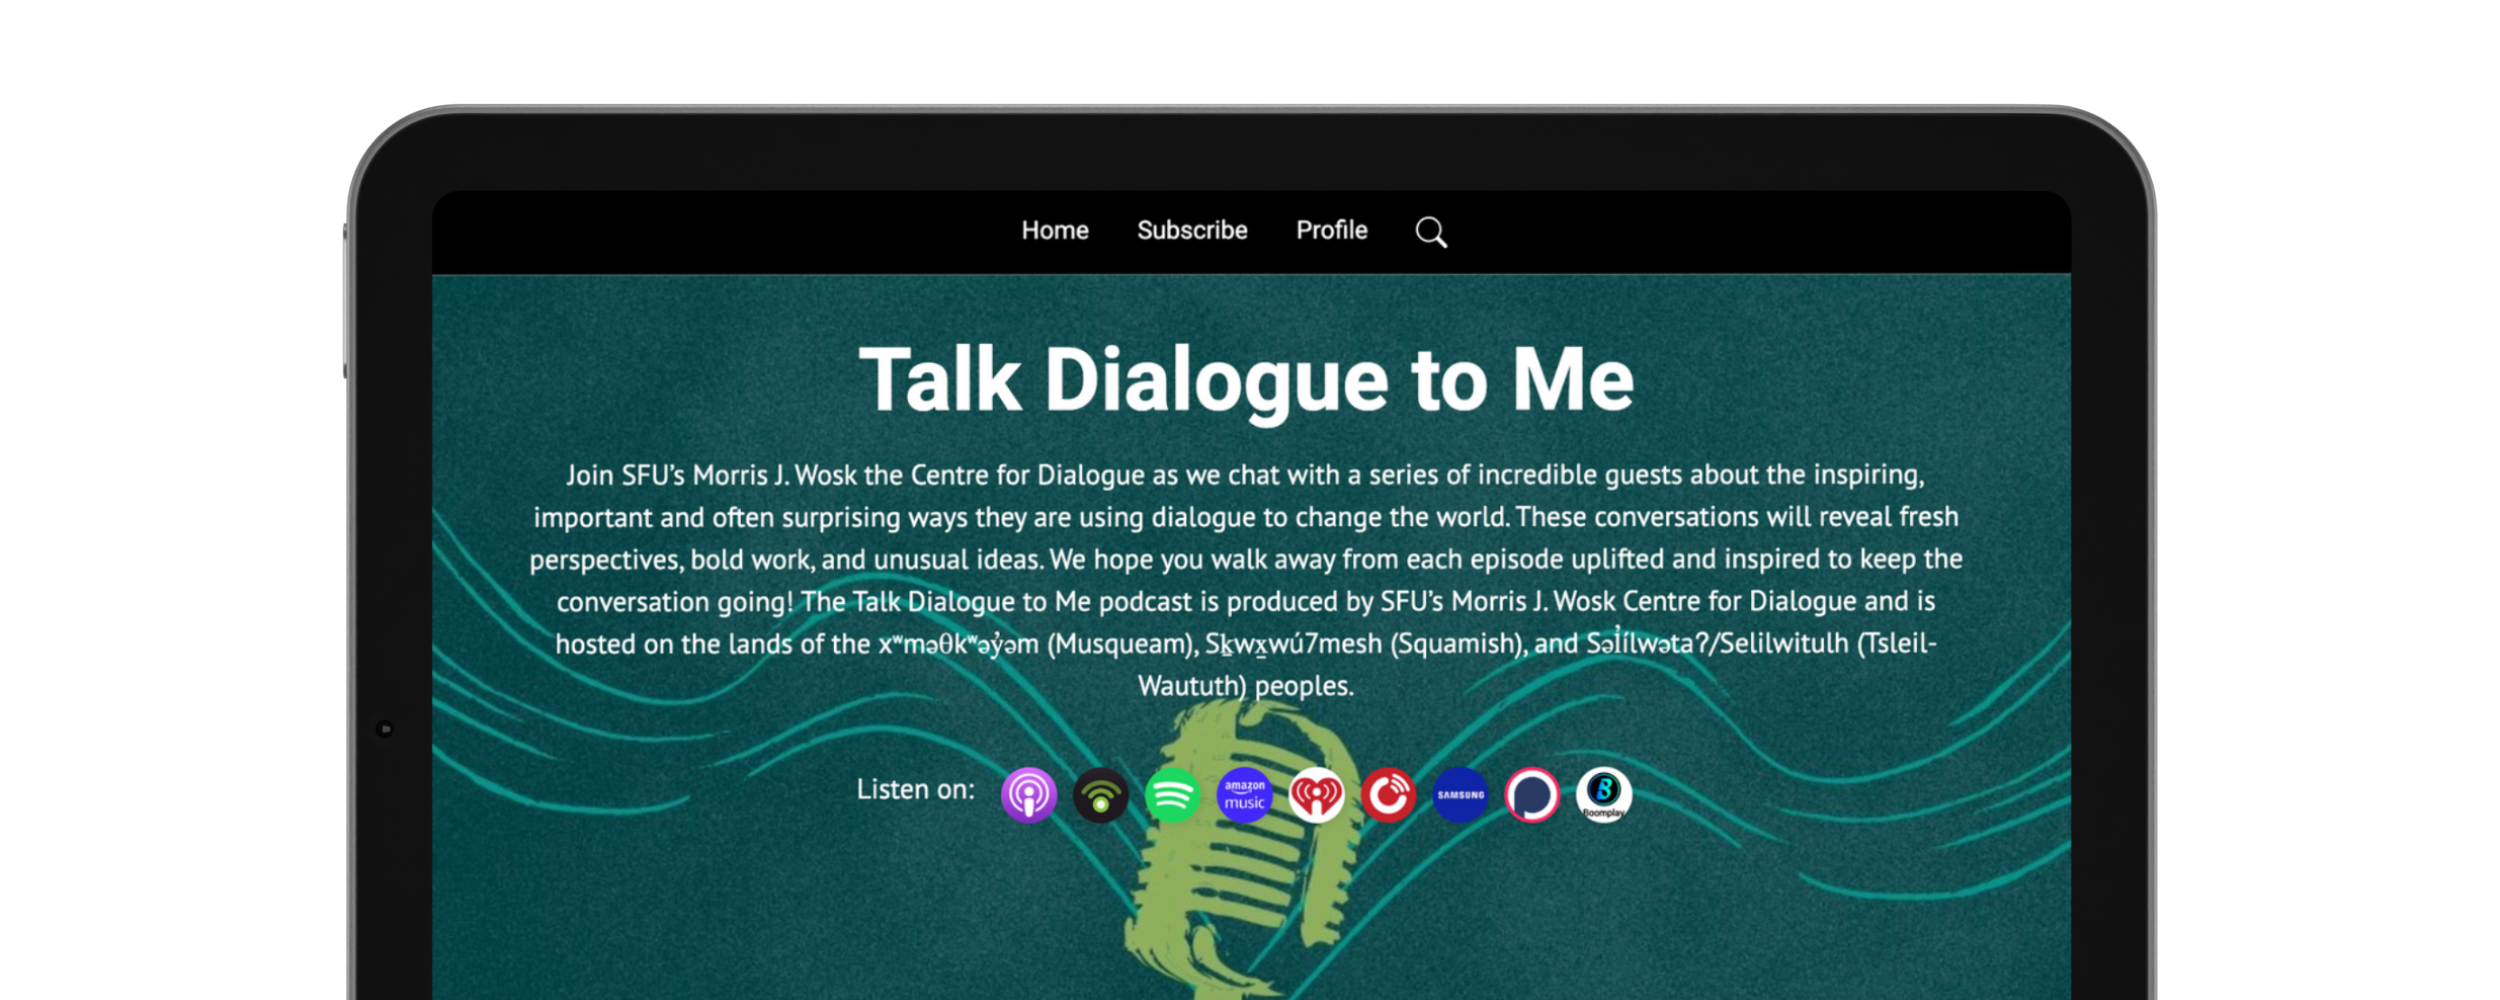 Home Subscribe Profile
Talk Dialogue to Me
Join SFU’s Morris J. Wosk the Centre for Dialogue as we chat with a series of incredible guests about the inspiring,
important and often surprising ways they are using dialogue to change the world. These conversations will reveal fresh
perspectives, bold work, and unusual ideas. We hope you walk away from each episode uplifted and inspired to keep the
conversation going! The Talk Dialogue to Me podcast is produced by SFU’s Morris J. Wosk Centre for Dialogue and is
hosted on the lands of the xʷməθkʷəy̓əm (Musqueam), Sḵwx̱wú7mesh (Squamish), and Səl̓ílwətaʔ/Selilwitulh (Tsleil-
Waututh) peoples.
Listen on: amazon music SAMSUNG Boomplay